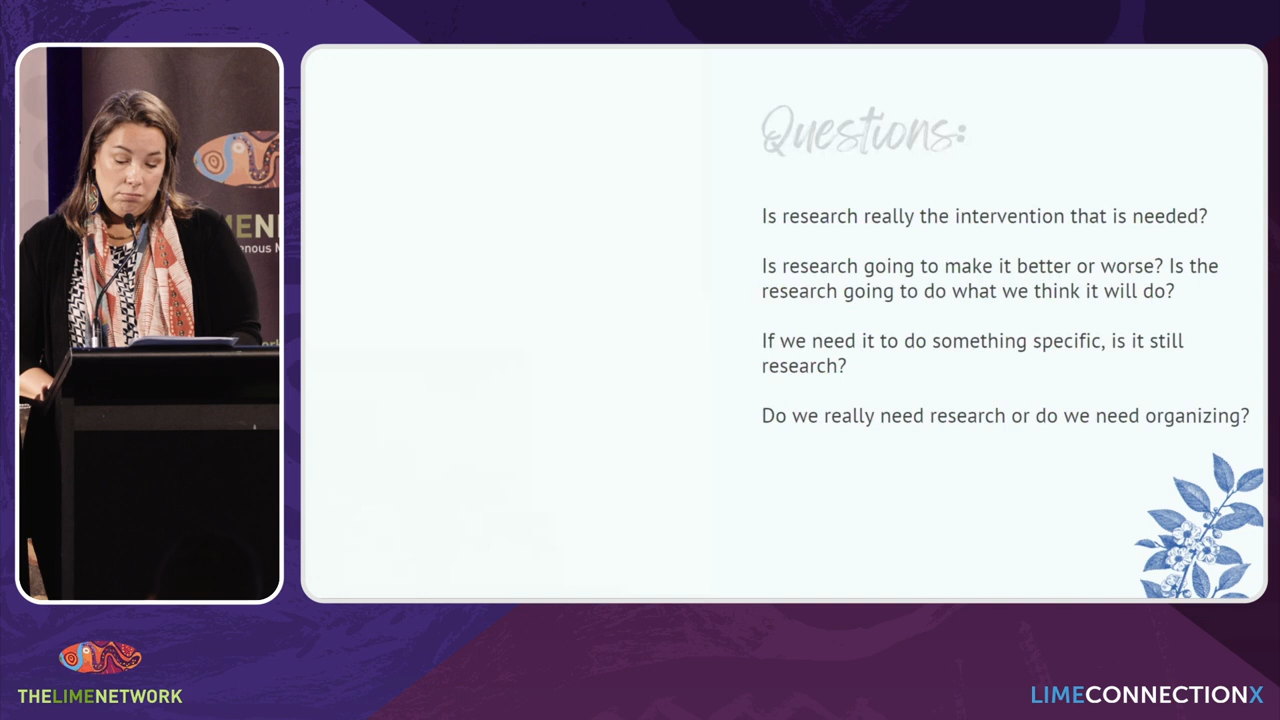 Questions:
Is research really the intervention that is needed?
Is research going to make it better or worse? Is the
research going to do what we think it will do?
If we need it to do something specific, is it still
research?
Do we really need research or do we need organizing?
THELIMENETWORK
LIMECONNECTIONX